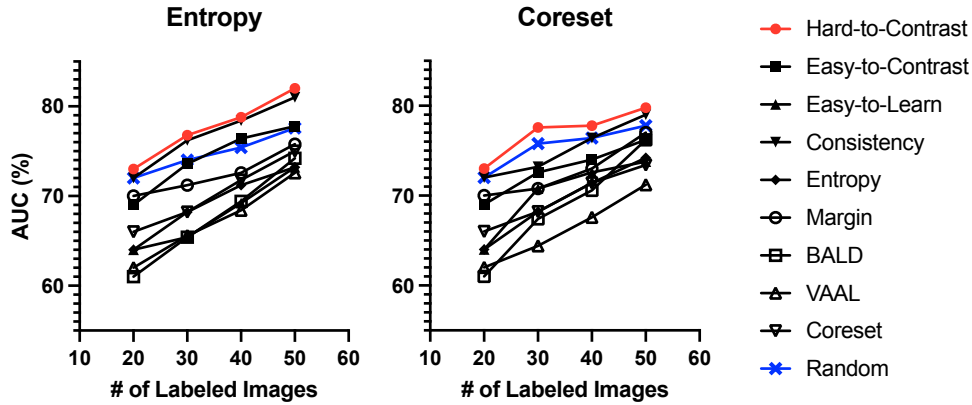 Entropy
Coreset
AUC (%)
80
70
60
10 20 30 40 50 60
# of Labeled Images
80
70
60
10 20 30 40 50 60
# of Labeled Images
Hard-to-Contrast
Easy-to-Contrast
Easy-to-Learn
Consistency
Entropy
Margin
BALD
VAAL
Coreset
Random